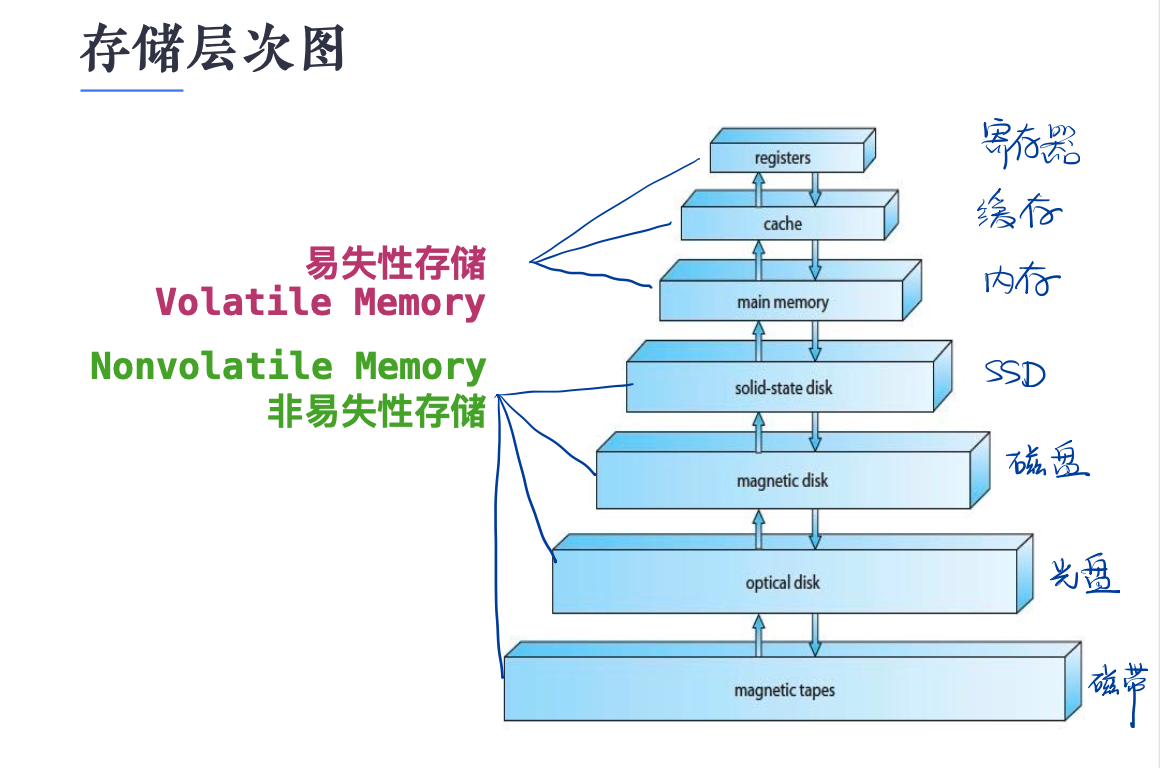 存储层次图
registers
寄存器
cache
缓存
易失性存储
Volatile Memory
main memory
内存
Nonvolatile Memory
非易失性存储
solid-state disk
SSD
magnetic disk
磁盘
optical disk
光盘
magnetic tapes
磁带